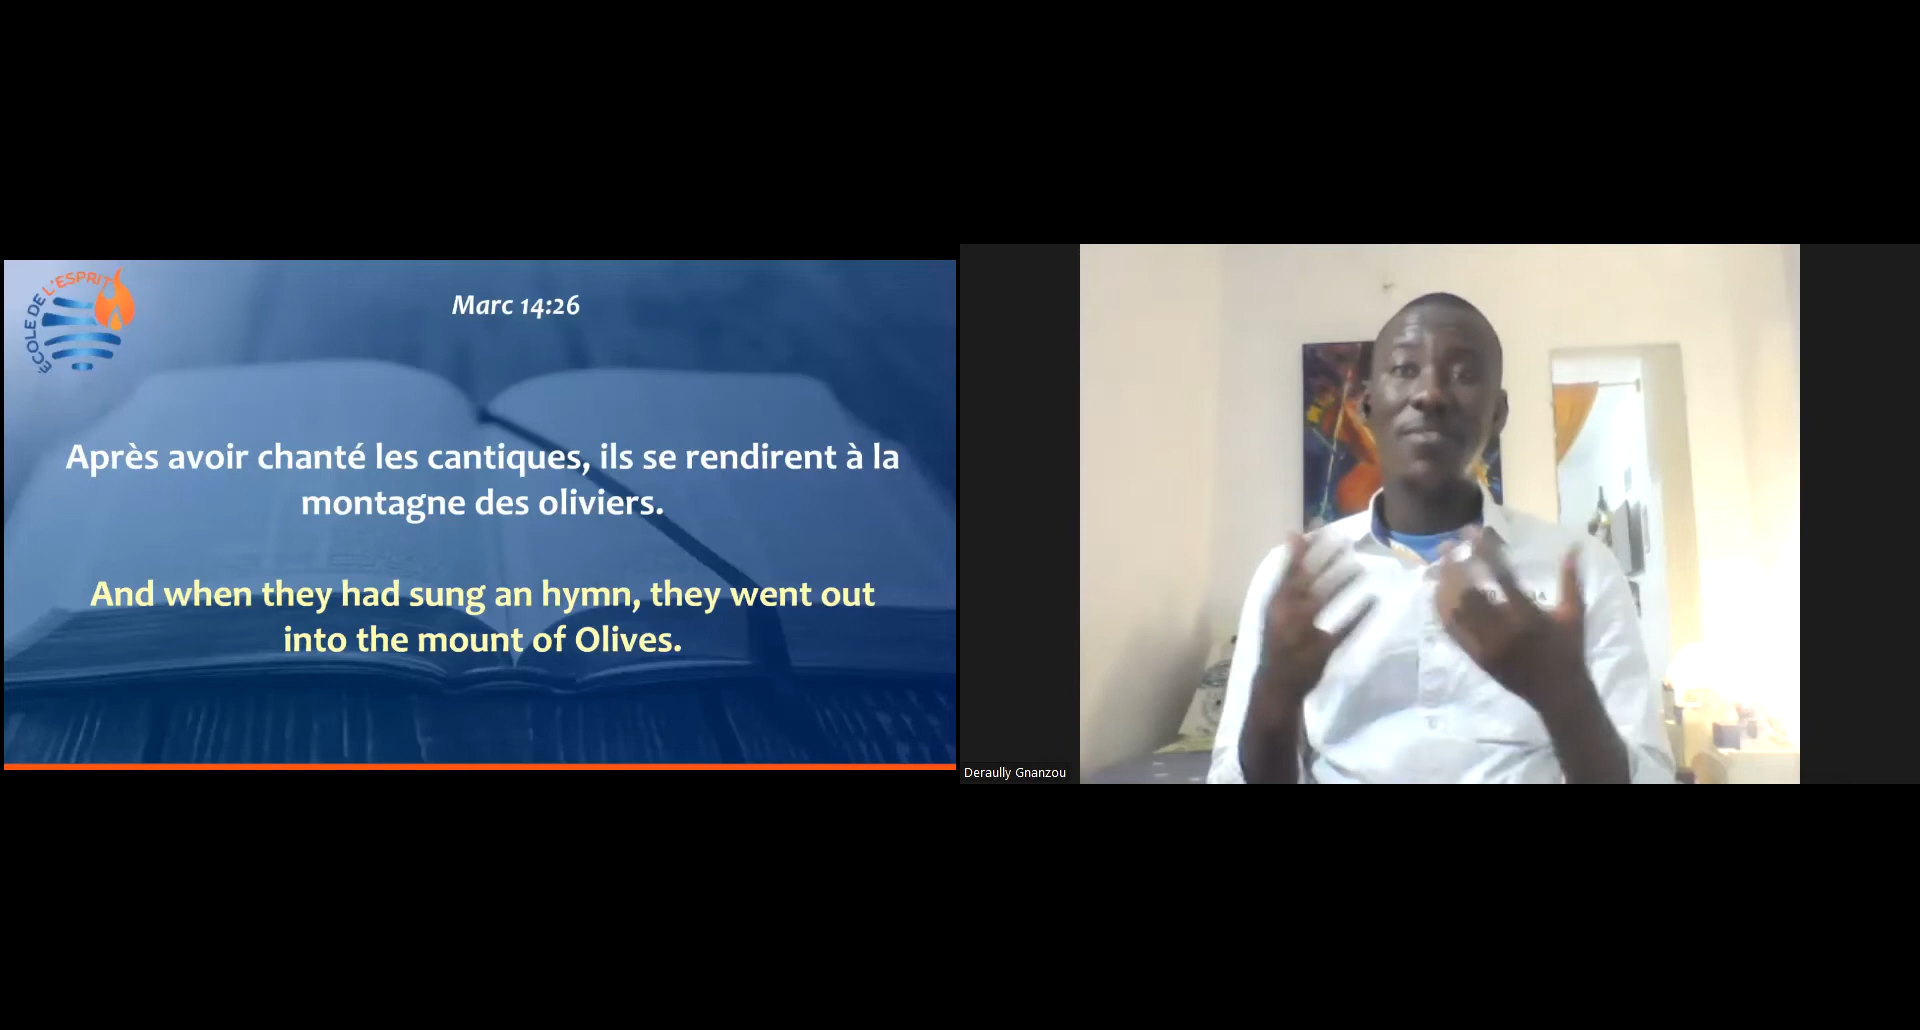 ÉCOLE DE L'ESPRIT
Marc 14:26
Après avoir chanté les cantiques, ils se rendirent à la
montagne des oliviers.
And when they had sung an hymn, they went out
into the mount of Olives.
Deraully Gnanzou